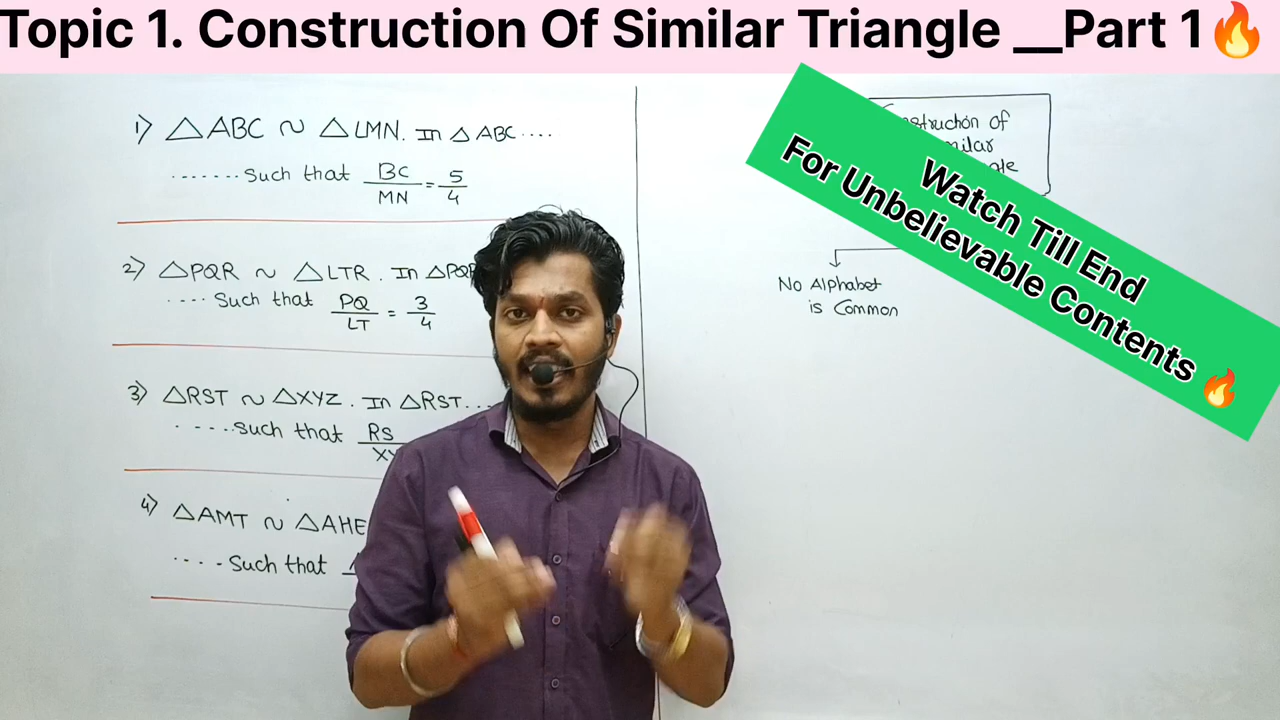 Topic 1. Construction Of Similar Triangle __Part 1🔥
1) △ABC ~ △LMN. In △ABC ....
....... Such that BC/MN = 5/4
2) △PQR ~ △LTR. In △PQR
.... Such that PQ/LT = 3/4
3) △RST ~ △XYZ. In △RST...
.....such that RS
4) △AMT ~ △AHE
.... Such that
of
No Alphabet
is Common
Watch Till End
For Unbelievable Contents 🔥